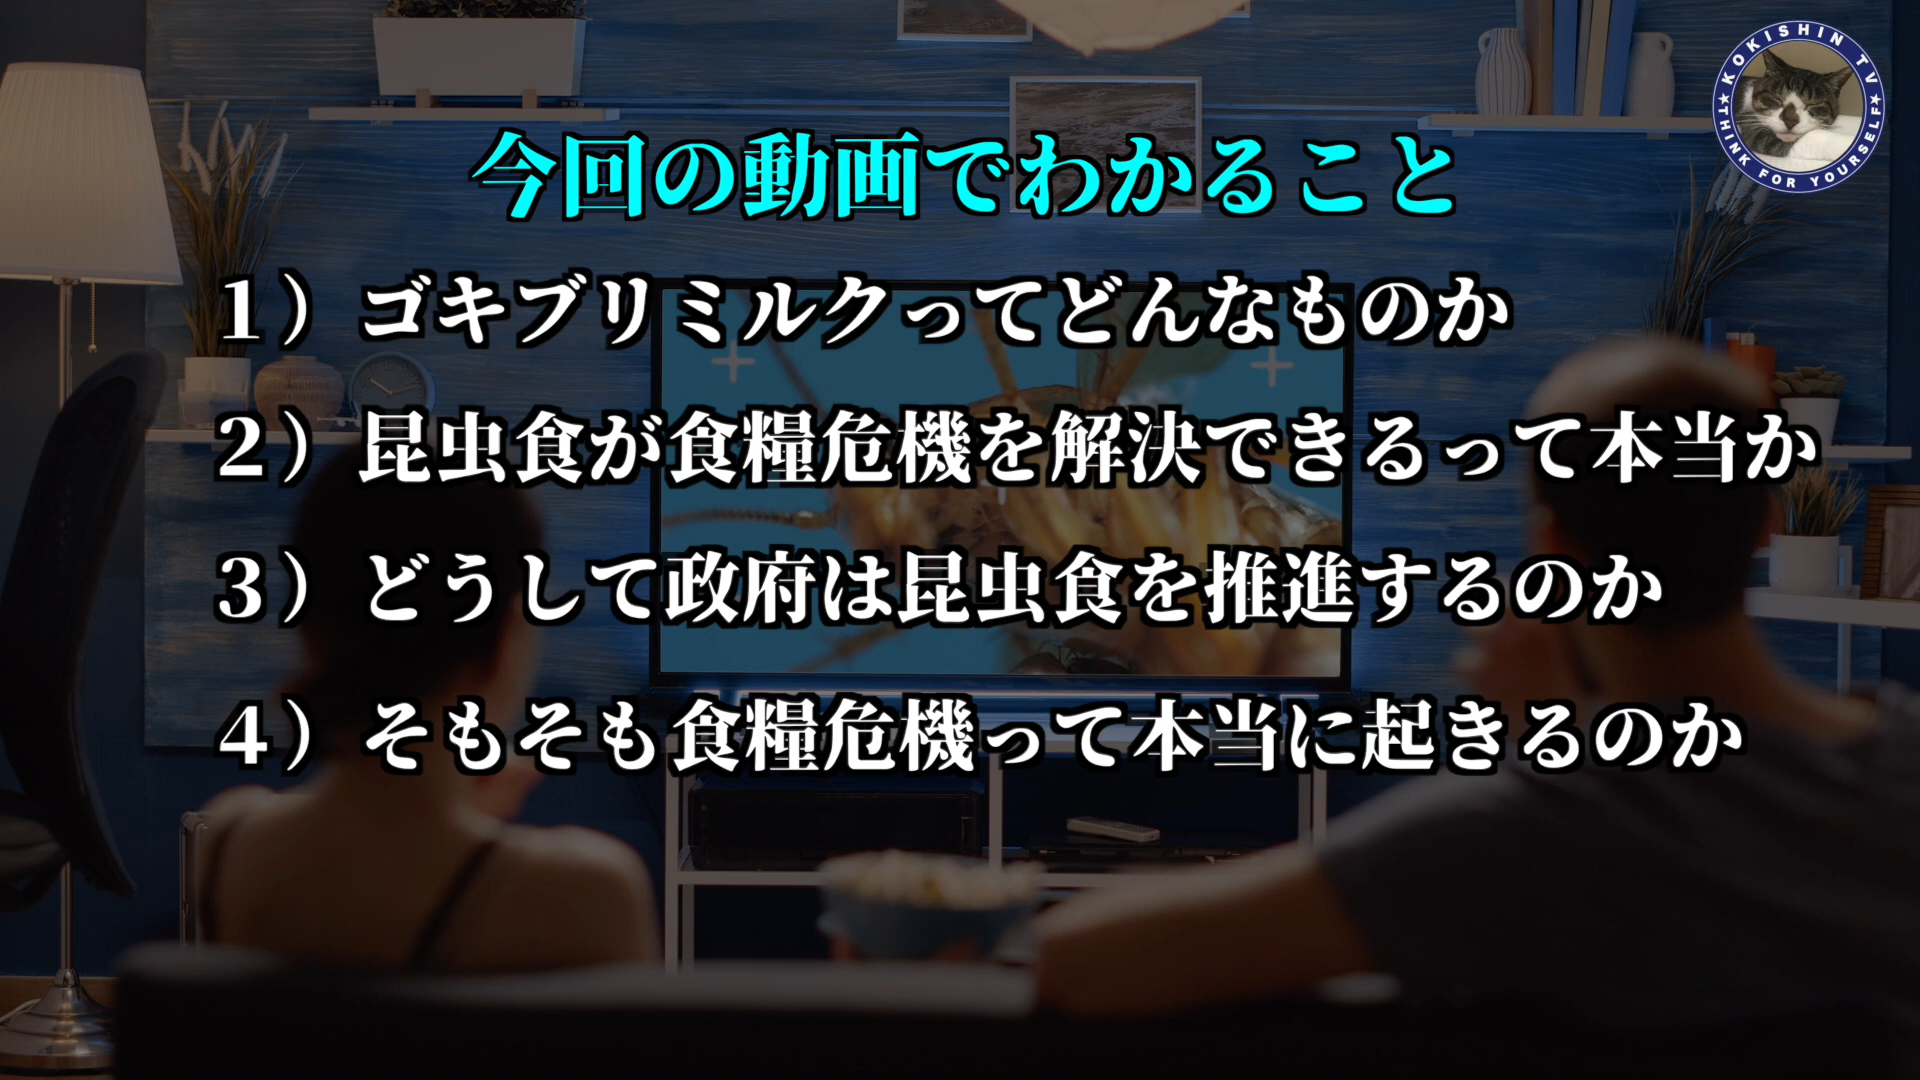 KOKISHIN TV
★THINK FOR YOURSELF★
今回の動画でわかること
１）ゴキブリミルクってどんなものか
２）昆虫食が食糧危機を解決できるって本当か
３）どうして政府は昆虫食を推進するのか
４）そもそも食糧危機って本当に起きるのか